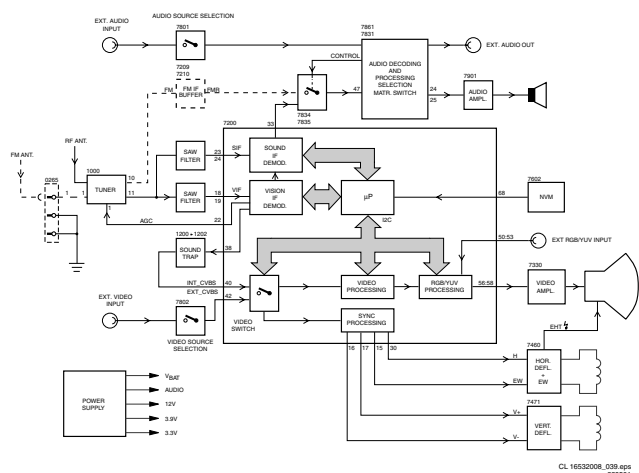 AUDIO SOURCE SELECTION
EXT. AUDIO
INPUT
7801
7861
7831
EXT. AUDIO OUT
CONTROL
AUDIO DECODING
AND
PROCESSING
SELECTION
MATR. SWITCH
7209
7210
FM
FM IF
BUFFER
FMB
47
24
25
7901
AUDIO
AMPL.
7834
7835
33
7200
RF ANT.
FM ANT.
0265
1000
TUNER
10
11
1
1
1
SAW
FILTER
23
24
SIF
SOUND
IF
DEMOD.
SAW
FILTER
18
19
VIF
VISION
IF
DEMOD.
µP
I2C
68
7602
NVM
AGC
22
1200 + 1202
SOUND
TRAP
38
50:53
EXT RGB/YUV INPUT
INT_CVBS
40
EXT_CVBS
42
VIDEO
SWITCH
VIDEO
PROCESSING
RGB/YUV
PROCESSING
56:58
7330
VIDEO
AMPL.
EXT. VIDEO
INPUT
7802
VIDEO SOURCE
SELECTION
SYNC
PROCESSING
16
17
15
30
EHT
H
EW
7460
HOR.
DEFL.
+
EW
V+
V-
7471
VERT.
DEFL.
POWER
SUPPLY
VBAT
AUDIO
12V
3.9V
3.3V
CL 16532008_039.eps